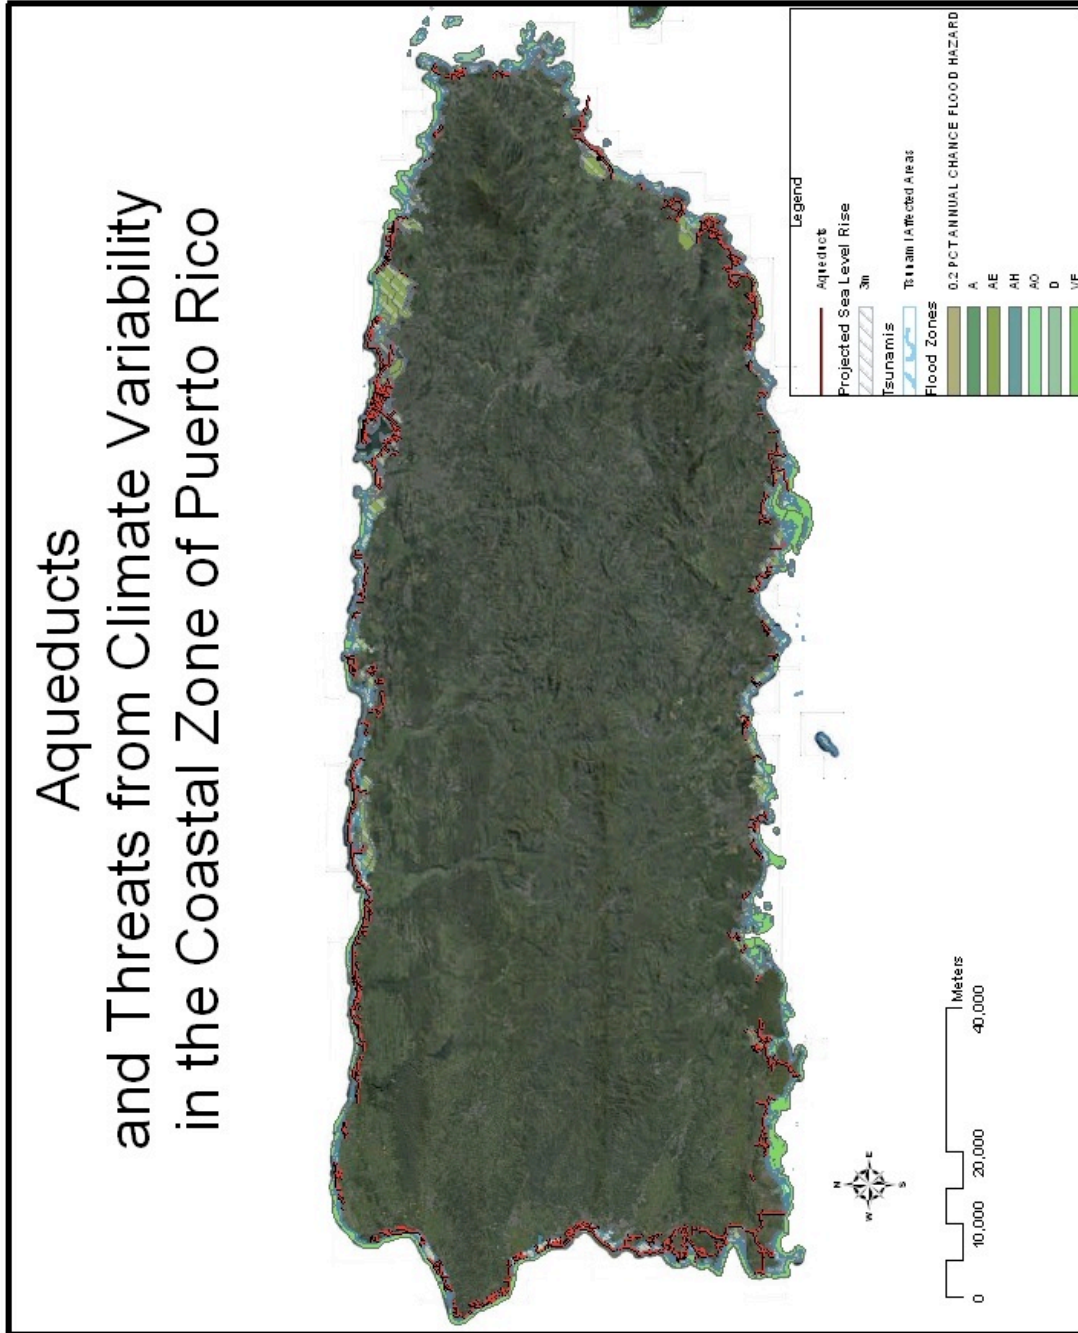 Aqueducts
and Threats from Climate Variability
in the Coastal Zone of Puerto Rico
Legend
Aqueducts
Projected Sea Level Rise
3m
Tsunamis
Tsunami Affected Areas
Flood Zones
0.2 PCT ANNUAL CHANCE FLOOD HAZARD
A
AE
AH
AO
D
VE
N
W
E
S
Meters
0
10,000
20,000
40,000